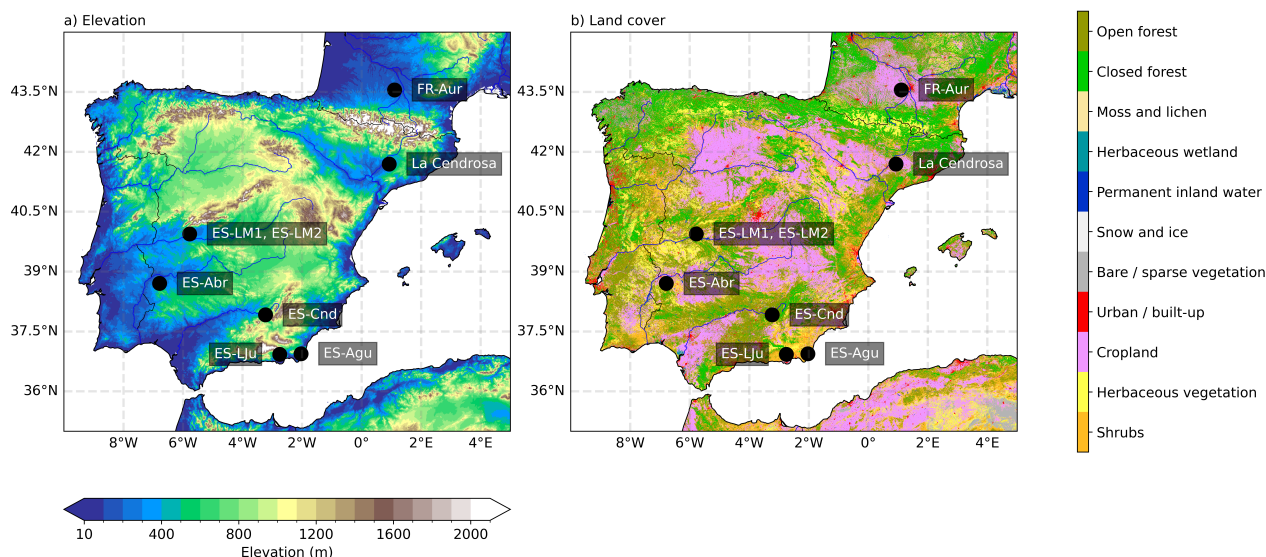 a) Elevation
b) Land cover
43.5°N
42°N
40.5°N
39°N
37.5°N
36°N
8°W
6°W
4°W
2°W
0°
2°E
4°E
FR-Aur
La Cendrosa
ES-LM1, ES-LM2
ES-Abr
ES-Cnd
ES-LJu
ES-Agu
43.5°N
42°N
40.5°N
39°N
37.5°N
36°N
8°W
6°W
4°W
2°W
0°
2°E
4°E
FR-Aur
La Cendrosa
ES-LM1, ES-LM2
ES-Abr
ES-Cnd
ES-LJu
ES-Agu
Open forest
Closed forest
Moss and lichen
Herbaceous wetland
Permanent inland water
Snow and ice
Bare / sparse vegetation
Urban / built-up
Cropland
Herbaceous vegetation
Shrubs
10
400
800
1200
1600
2000
Elevation (m)